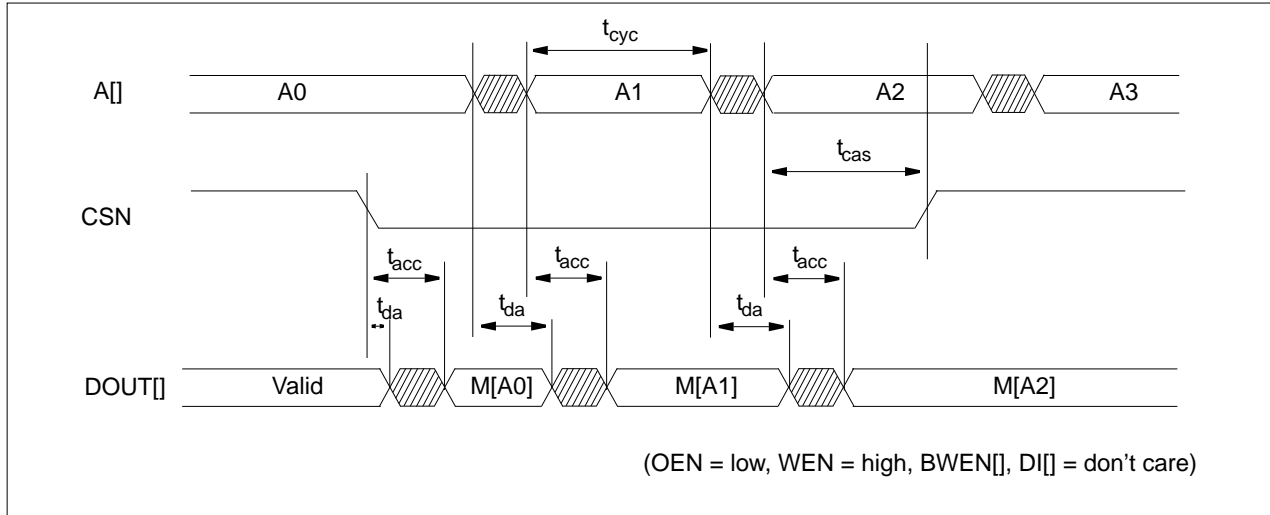 tcyc
A[] A0 A1 A2 A3
tcas
CSN
tacc tacc tacc
tda tda tda
DOUT[] Valid M[A0] M[A1] M[A2]
(OEN = low, WEN = high, BWEN[], DI[] = don't care)